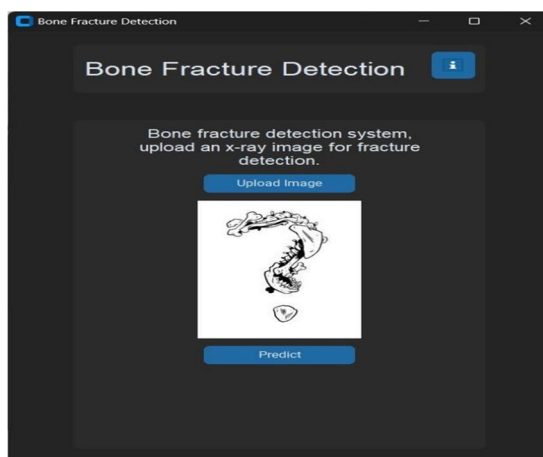 Bone Fracture Detection
Bone Fracture Detection
i
Bone fracture detection system,
upload an x-ray image for fracture
detection.
Upload Image
Predict